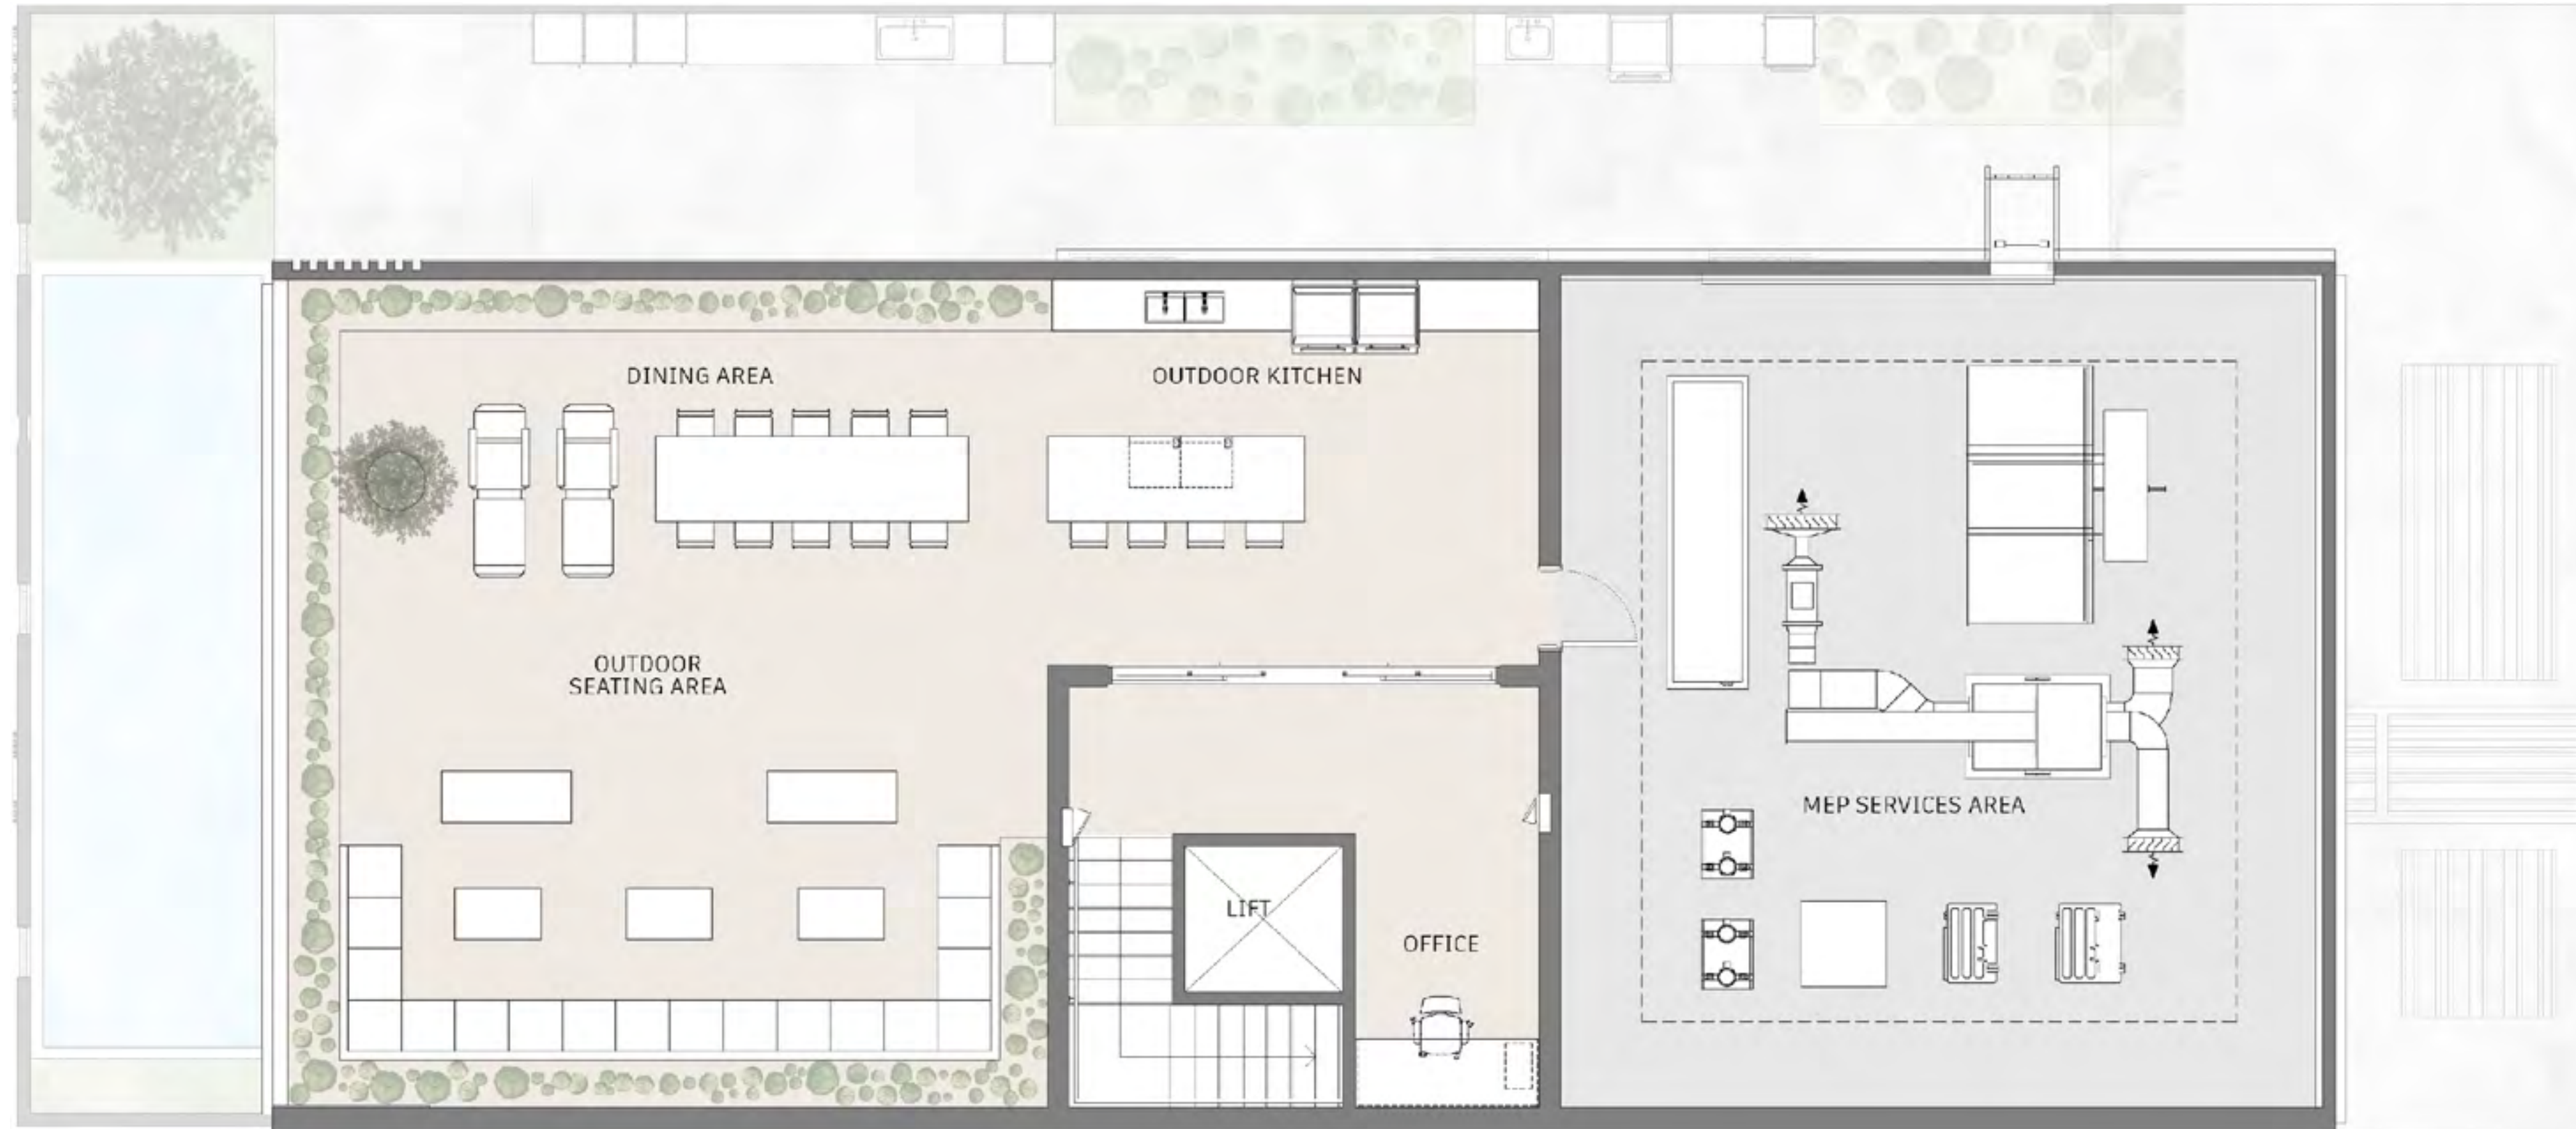 DINING AREA
OUTDOOR KITCHEN
OUTDOOR
SEATING AREA
MEP SERVICES AREA
LIFT
OFFICE